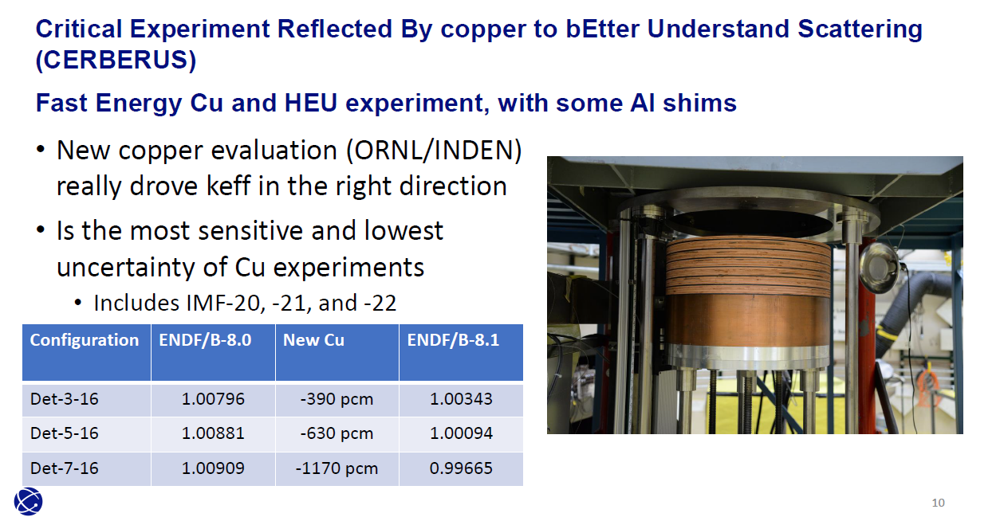 Critical Experiment Reflected By copper to bEtter Understand Scattering
(CERBERUS)
Fast Energy Cu and HEU experiment, with some Al shims
• New copper evaluation (ORNL/INDEN)
really drove keff in the right direction
• Is the most sensitive and lowest
uncertainty of Cu experiments
• Includes IMF-20, -21, and -22
Configuration ENDF/B-8.0 New Cu ENDF/B-8.1
Det-3-16 1.00796 -390 pcm 1.00343
Det-5-16 1.00881 -630 pcm 1.00094
Det-7-16 1.00909 -1170 pcm 0.99665
10